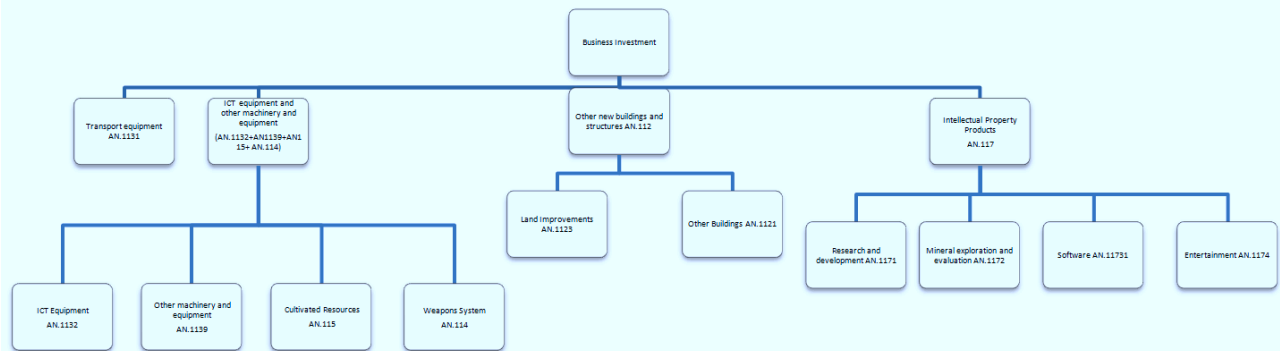 Business Investment
Transport equipment
AN.1131
ICT equipment and
other machinery and
equipment
(AN.1132+AN1139+AN1
15+ AN.114)
Other new buildings and
structures AN.112
Intellectual Property
Products
AN.117
Land Improvements
AN.1123
Other Buildings AN.1121
Research and
development AN.1171
Mineral exploration and
evaluation AN.1172
Software AN.11731
Entertainment AN.1174
ICT Equipment
AN.1132
Other machinery and
equipment
AN.1139
Cultivated Resources
AN.115
Weapons System
AN.114